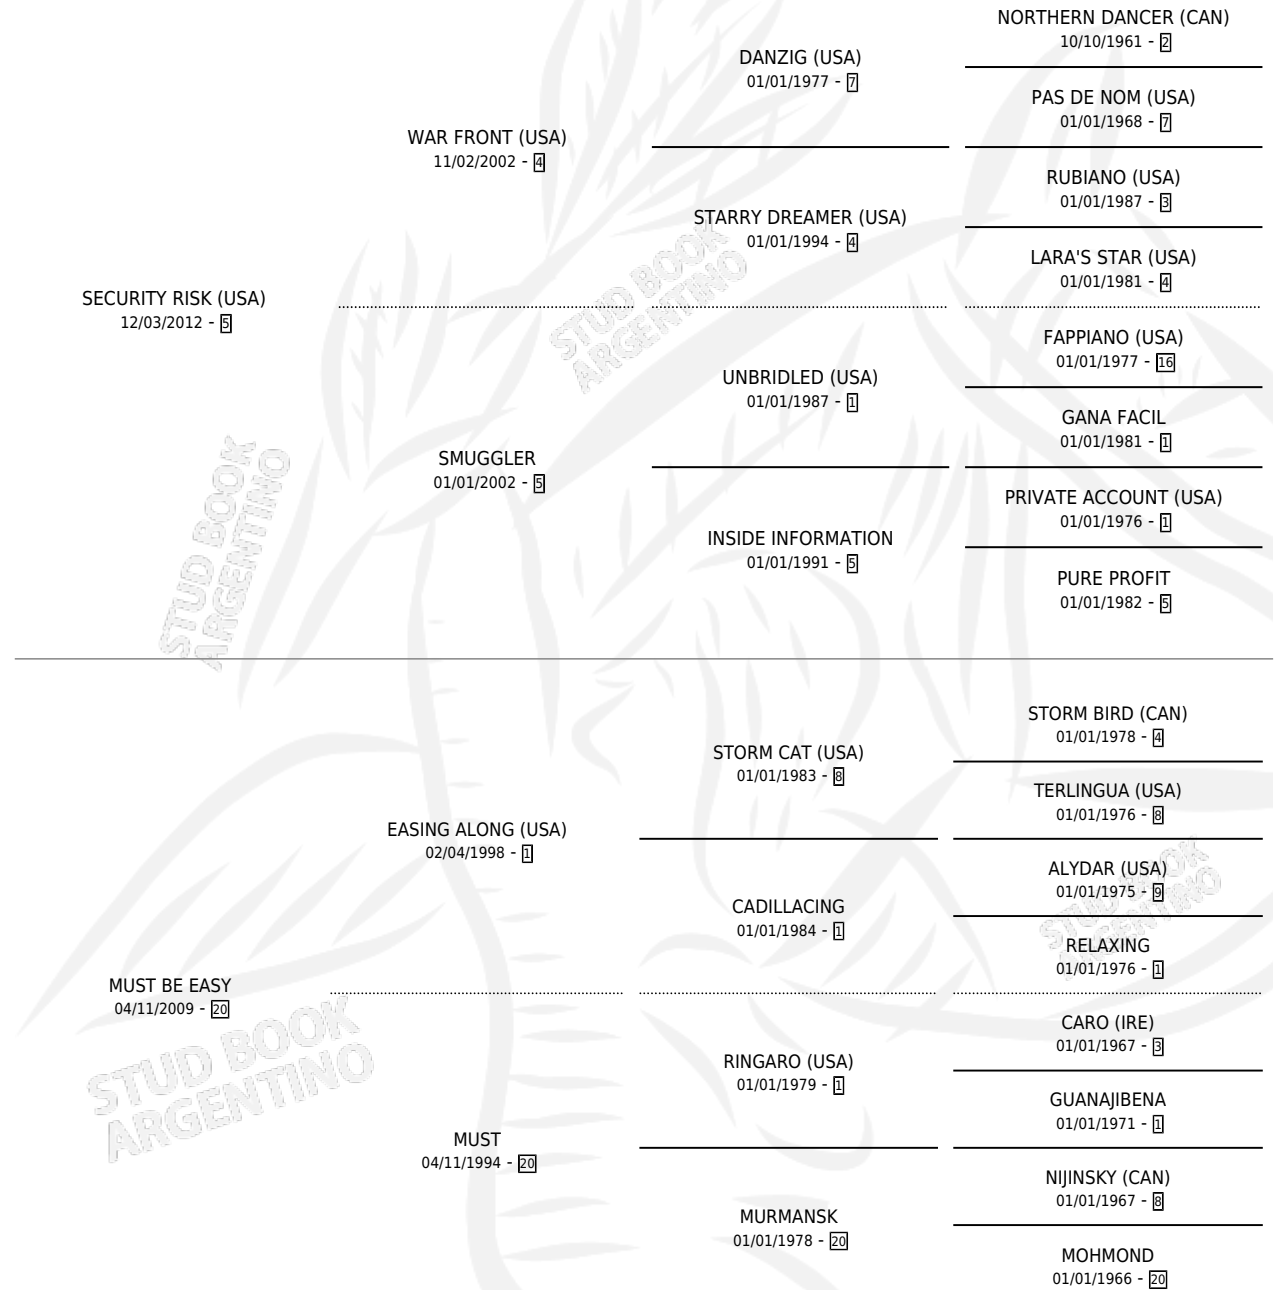 NORTHERN DANCER (CAN)
10/10/1961 - 2
DANZIG (USA)
01/01/1977 - 7
PAS DE NOM (USA)
01/01/1968 - 7
WAR FRONT (USA)
11/02/2002 - 4
RUBIANO (USA)
01/01/1987 - 3
STARRY DREAMER (USA)
01/01/1994 - 4
LARA'S STAR (USA)
01/01/1981 - 4
SECURITY RISK (USA)
12/03/2012 - 5
FAPPIANO (USA)
01/01/1977 - 16
UNBRIDLED (USA)
01/01/1987 - 1
GANA FACIL
01/01/1981 - 1
SMUGGLER
01/01/2002 - 5
PRIVATE ACCOUNT (USA)
01/01/1976 - 1
INSIDE INFORMATION
01/01/1991 - 5
PURE PROFIT
01/01/1982 - 5
STORM BIRD (CAN)
01/01/1978 - 4
STORM CAT (USA)
01/01/1983 - 8
TERLINGUA (USA)
01/01/1976 - 8
EASING ALONG (USA)
02/04/1998 - 1
ALYDAR (USA)
01/01/1975 - 9
CADILLACING
01/01/1984 - 1
RELAXING
01/01/1976 - 1
MUST BE EASY
04/11/2009 - 20
CARO (IRE)
01/01/1967 - 3
RINGARO (USA)
01/01/1979 - 1
GUANAJIBENA
01/01/1971 - 1
MUST
04/11/1994 - 20
NIJINSKY (CAN)
01/01/1967 - 8
MURMANSK
01/01/1978 - 20
MOHMOND
01/01/1966 - 20
STUD BOOK
ARGENTINO
STUD BOOK
ARGENTINO
STUD BOOK
ARGENTINO
STUD BOOK
ARGENTINO